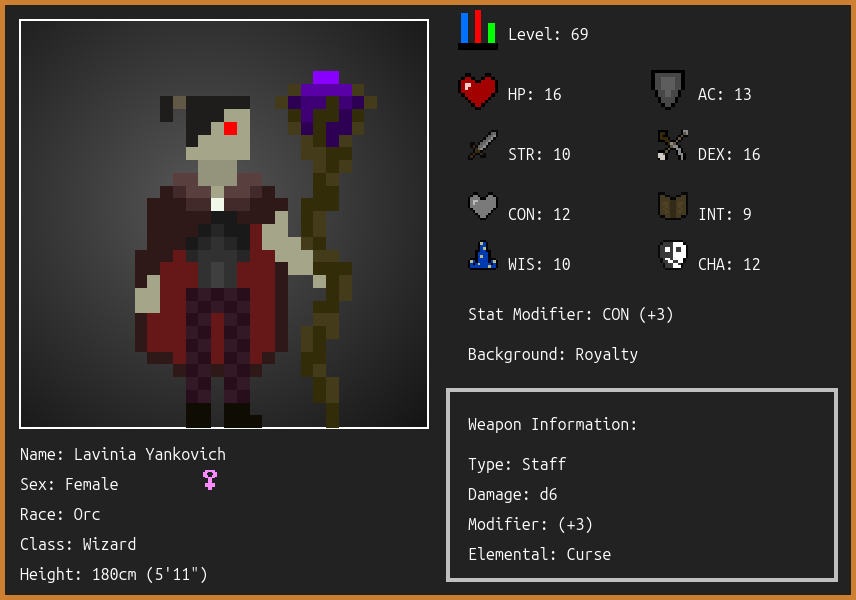 Level: 69
HP: 16
AC: 13
STR: 10
DEX: 16
CON: 12
INT: 9
WIS: 10
CHA: 12
Stat Modifier: CON (+3)
Background: Royalty
Weapon Information:
Type: Staff
Damage: d6
Modifier: (+3)
Elemental: Curse
Name: Lavinia Yankovich
Sex: Female
Race: Orc
Class: Wizard
Height: 180cm (5'11")